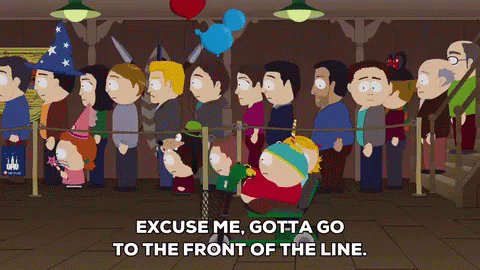 EXCUSE ME, GOTTA GO
TO THE FRONT OF THE LINE.